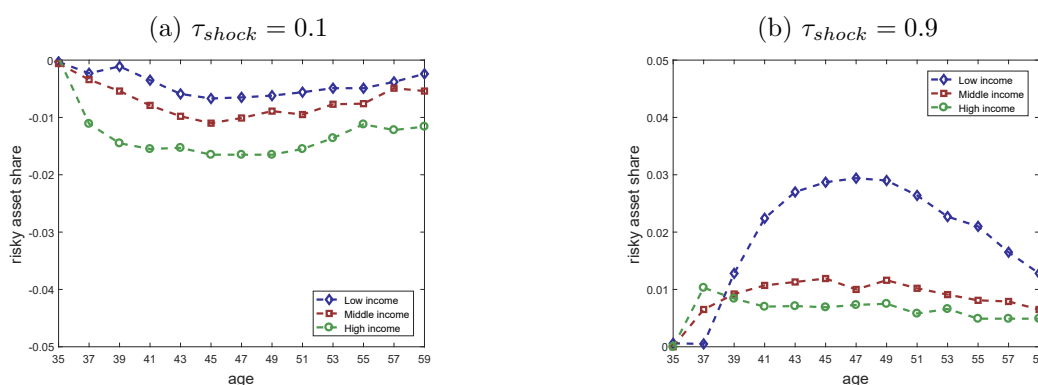 (a) τ_shock = 0.1
0
-0.01
-0.02
-0.03
-0.04
-0.05
risky asset share
35 37 39 41 43 45 47 49 51 53 55 57 59
age
Low income
Middle income
High income
(b) τ_shock = 0.9
0.05
0.04
0.03
0.02
0.01
0
risky asset share
35 37 39 41 43 45 47 49 51 53 55 57
age
Low income
Middle income
High income